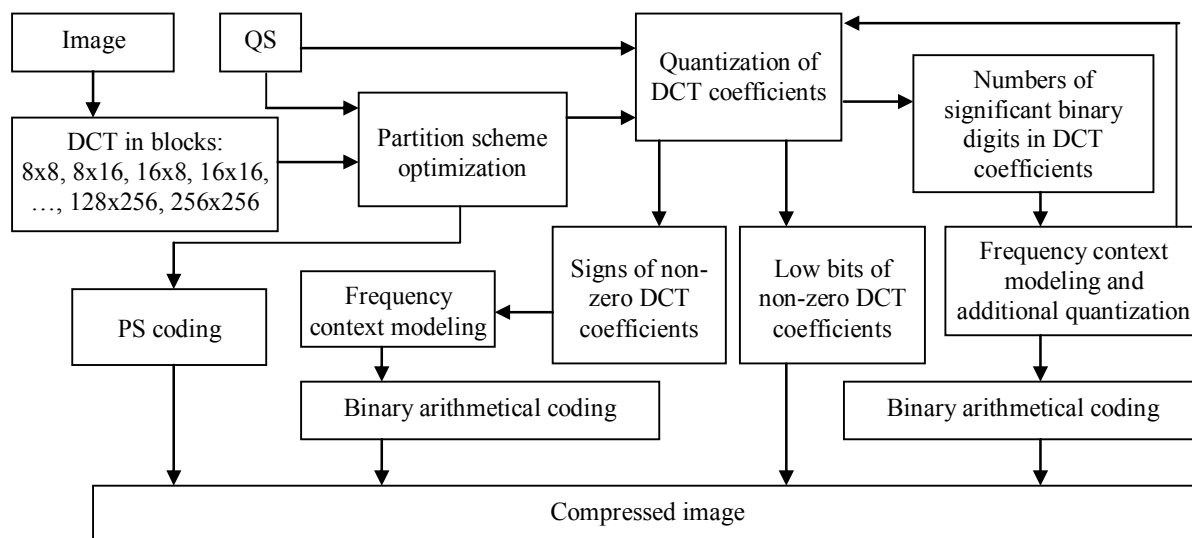 Image
QS
Quantization of
DCT coefficients
Numbers of
significant binary
digits in DCT
coefficients
DCT in blocks:
8x8, 8x16, 16x8, 16x16,
…, 128x256, 256x256
Partition scheme
optimization
PS coding
Frequency
context modeling
Signs of non-
zero DCT
coefficients
Low bits of
non-zero DCT
coefficients
Frequency context
modeling and
additional quantization
Binary arithmetical coding
Binary arithmetical coding
Compressed image